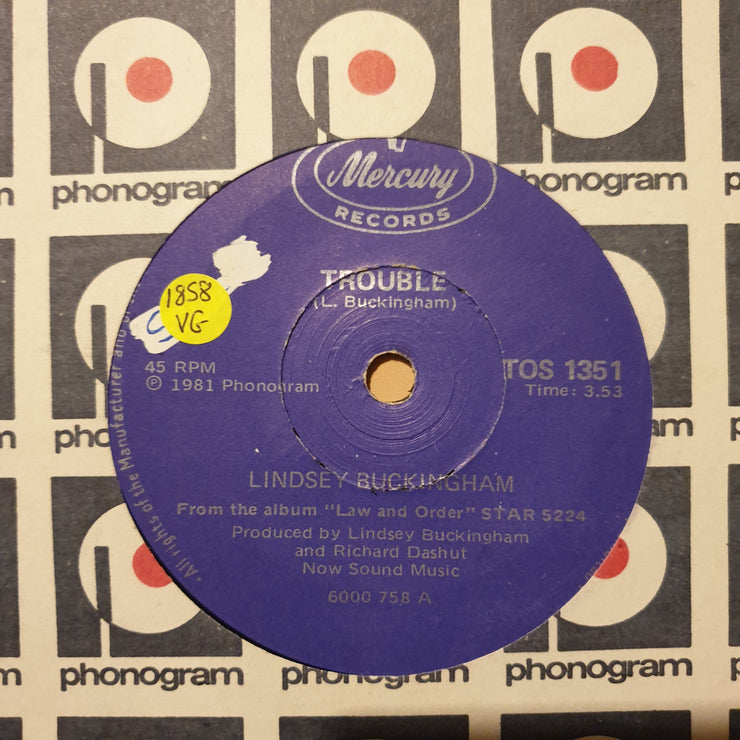 phonogram
phonogram
phonogram
Mercury
RECORDS
TROUBLE
(L. Buckingham)
1858
VG
45 RPM
℗ 1981 Phonogram
TOS 1351
Time: 3.53
LINDSEY BUCKINGHAM
From the album "Law and Order" STAR 5224
Produced by Lindsey Buckingham
and Richard Dashut
Now Sound Music
6000 758 A
.All rights of the Manufacturer and
phonogram
phonogram
phonogram